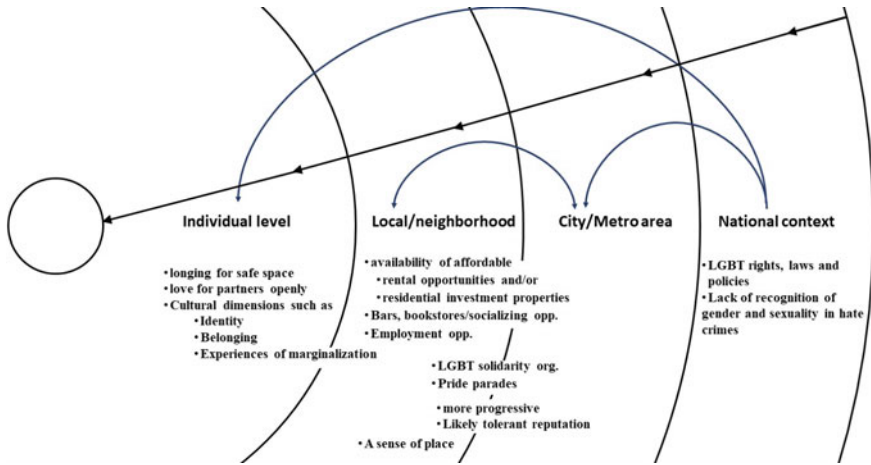 Individual level
• longing for safe space
• love for partners openly
• Cultural dimensions such as
• Identity
• Belonging
• Experiences of marginalization
Local/neighborhood
• availability of affordable
• rental opportunities and/or
• residential investment properties
• Bars, bookstores/socializing opp.
• Employment opp.
• LGBT solidarity org.
• Pride parades
• more progressive
• Likely tolerant reputation
• A sense of place
City/Metro area
National context
• LGBT rights, laws and
policies
• Lack of recognition of
gender and sexuality in hate
crimes